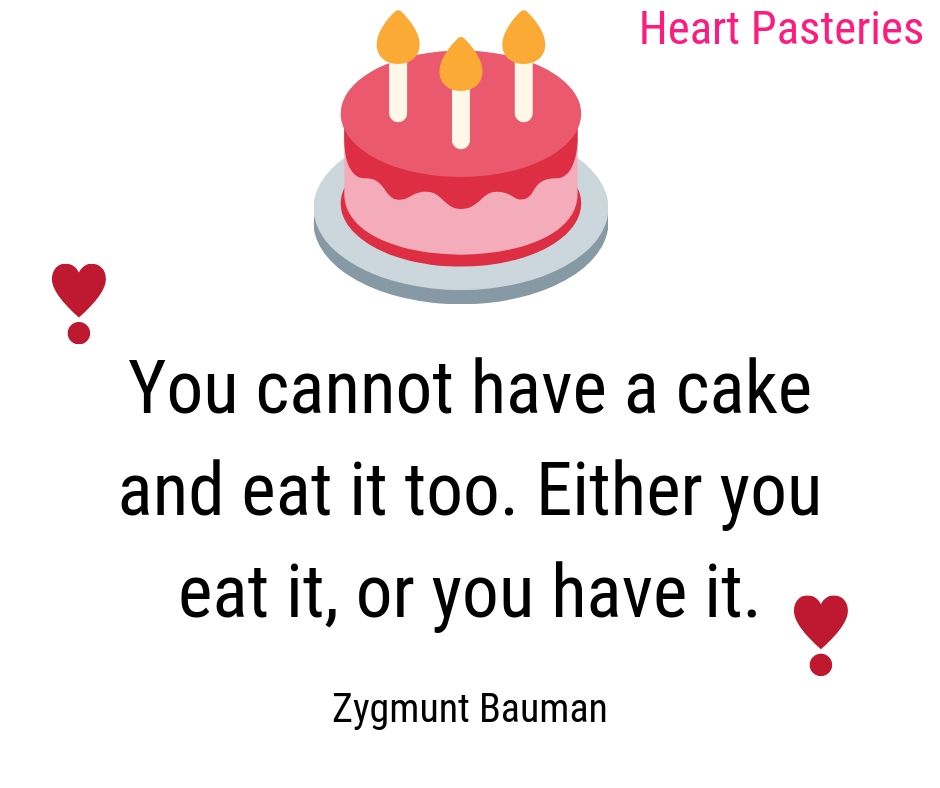 Heart Pasteries
You cannot have a cake
and eat it too. Either you
eat it, or you have it.
Zygmunt Bauman